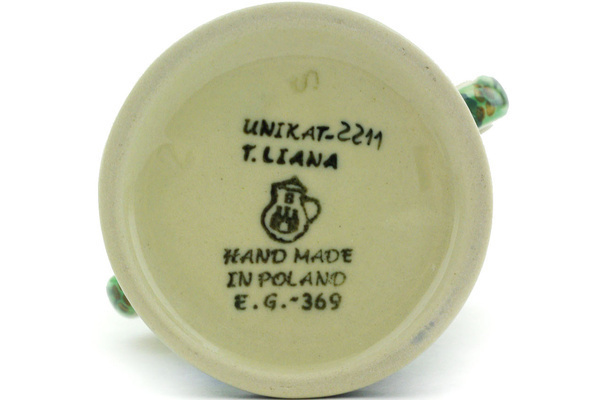 UNIKAT-2211
T. LIANA
B
HAND MADE
IN POLAND
E.G.-369